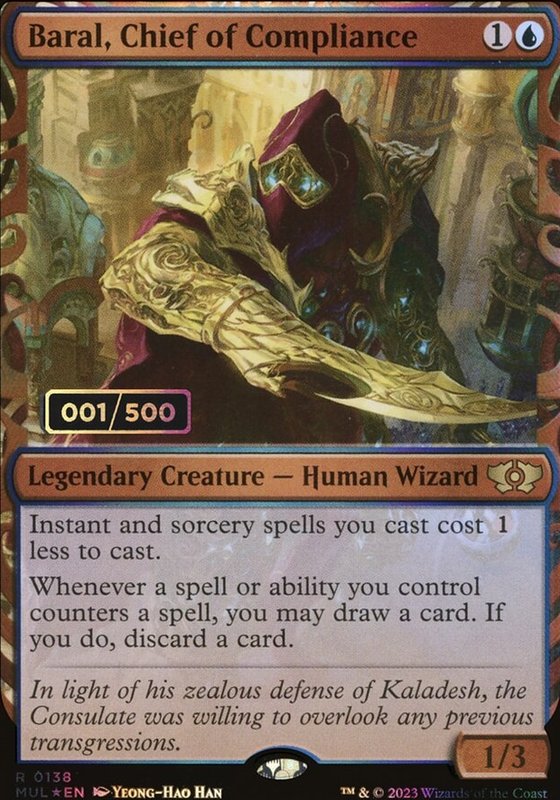 Baral, Chief of Compliance 1
001/500
Legendary Creature — Human Wizard
Instant and sorcery spells you cast cost 1
less to cast.
Whenever a spell or ability you control
counters a spell, you may draw a card. If
you do, discard a card.
In light of his zealous defense of Kaladesh, the
Consulate was willing to overlook any previous
transgressions.
1/3
R 0138
MUL★EN Yeong-Hao Han
™ & © 2023 Wizards of the Coast